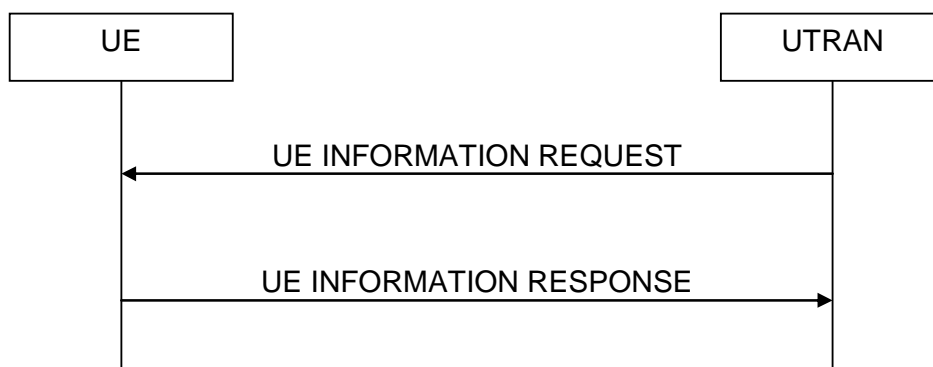 UE
UTRAN
UE INFORMATION REQUEST
UE INFORMATION RESPONSE